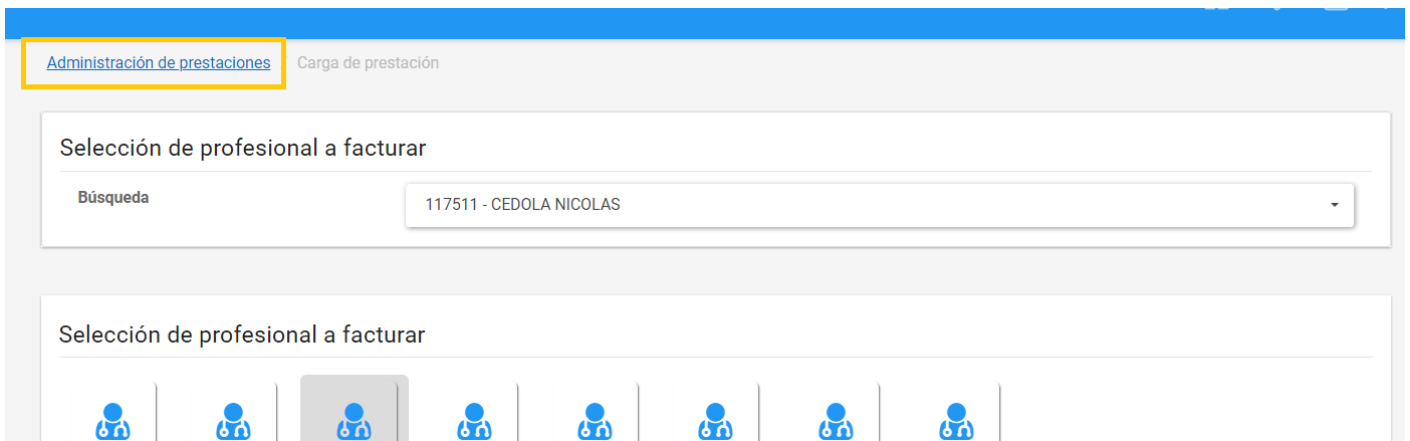 Administración de prestaciones Carga de prestación
Selección de profesional a facturar
Búsqueda 117511 - CEDOLA NICOLAS
Selección de profesional a facturar